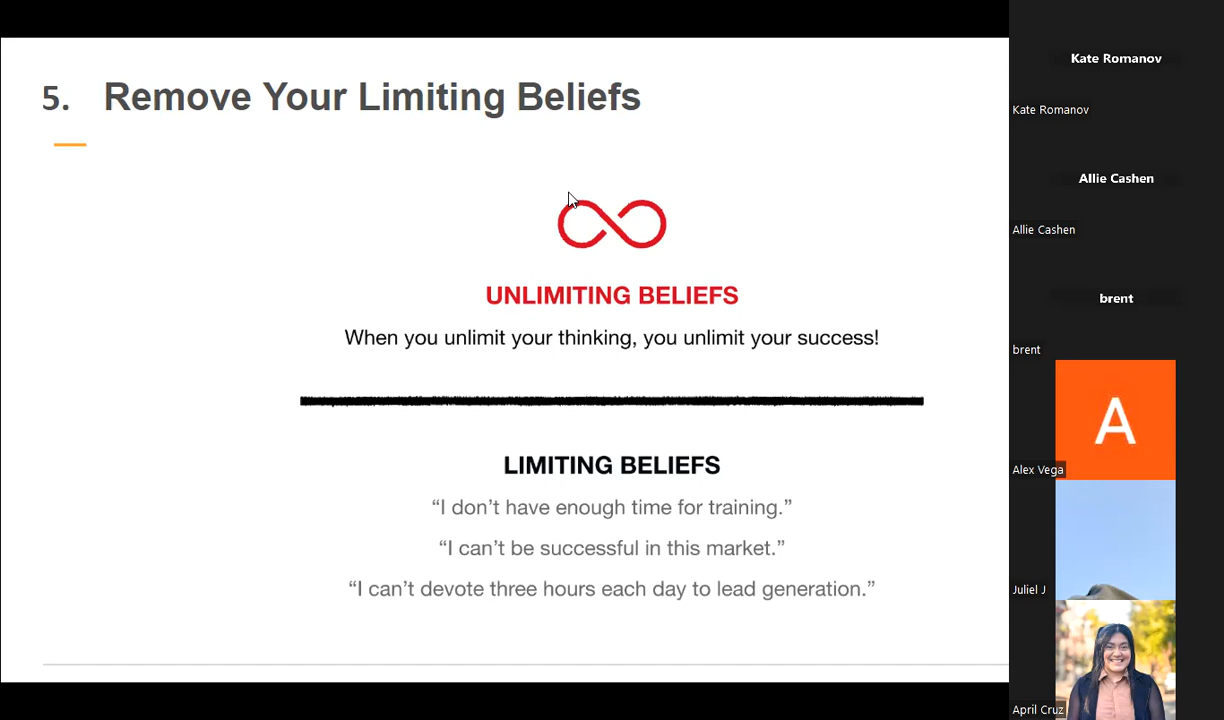 5. Remove Your Limiting Beliefs
UNLIMITING BELIEFS
When you unlimit your thinking, you unlimit your success!
LIMITING BELIEFS
“I don’t have enough time for training.”
“I can’t be successful in this market.”
“I can’t devote three hours each day to lead generation.”
Kate Romanov
Kate Romanov
Allie Cashen
Allie Cashen
brent
brent
A
Alex Vega
Juliel J
April Cruz